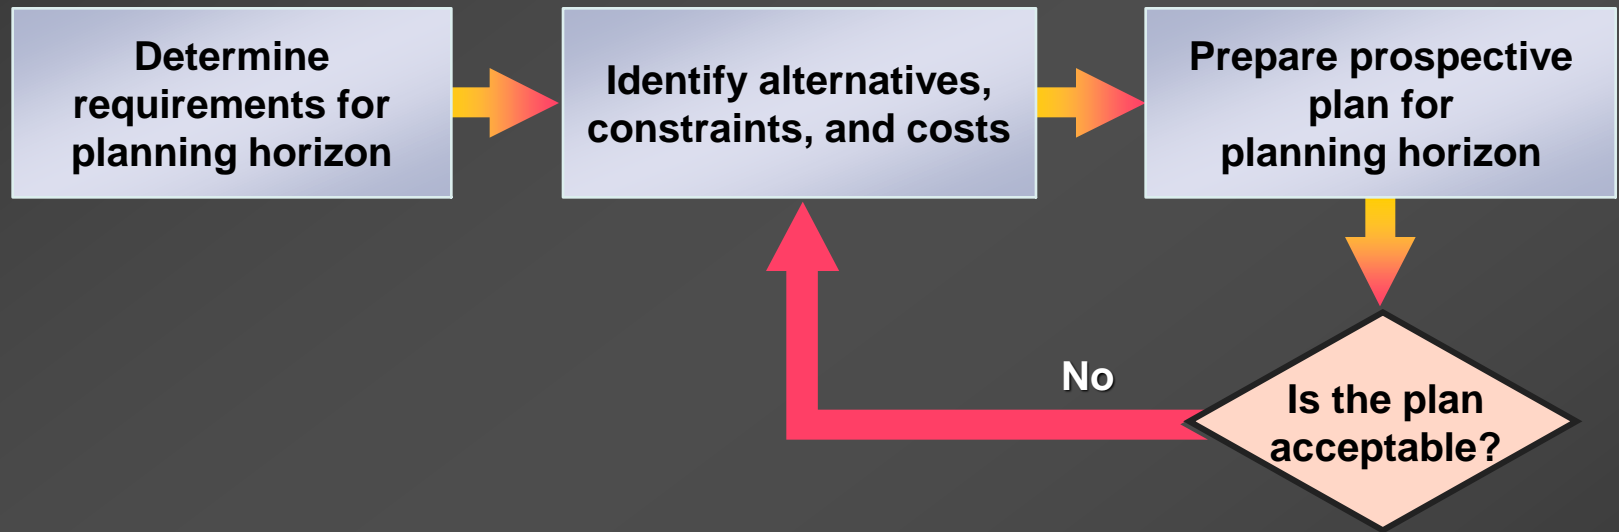 Determine
requirements for
planning horizon
Identify alternatives,
constraints, and costs
Prepare prospective
plan for
planning horizon
No
Is the plan
acceptable?